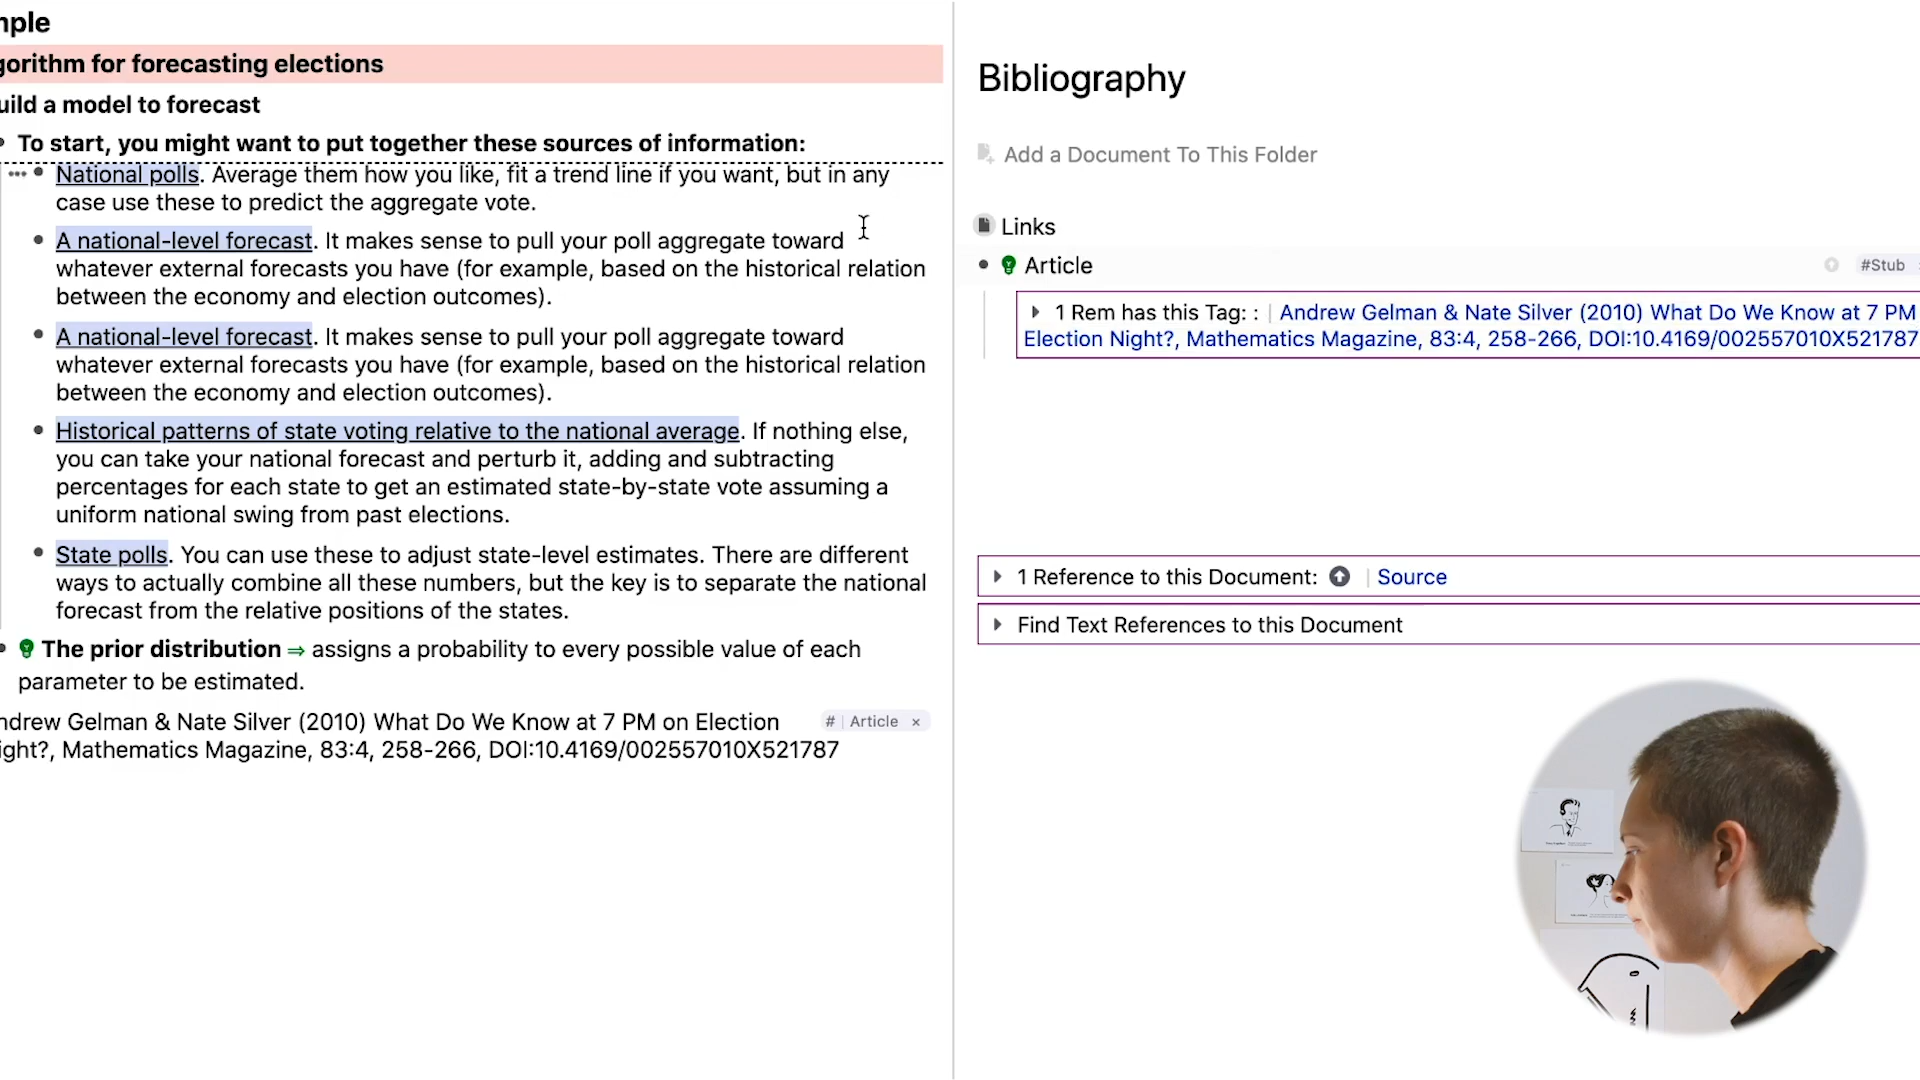 mple
gorithm for forecasting elections
uild a model to forecast
To start, you might want to put together these sources of information:
National polls. Average them how you like, fit a trend line if you want, but in any
case use these to predict the aggregate vote.
A national-level forecast. It makes sense to pull your poll aggregate toward
whatever external forecasts you have (for example, based on the historical relation
between the economy and election outcomes).
A national-level forecast. It makes sense to pull your poll aggregate toward
whatever external forecasts you have (for example, based on the historical relation
between the economy and election outcomes).
Historical patterns of state voting relative to the national average. If nothing else,
you can take your national forecast and perturb it, adding and subtracting
percentages for each state to get an estimated state-by-state vote assuming a
uniform national swing from past elections.
State polls. You can use these to adjust state-level estimates. There are different
ways to actually combine all these numbers, but the key is to separate the national
forecast from the relative positions of the states.
The prior distribution ⇒ assigns a probability to every possible value of each
parameter to be estimated.
ndrew Gelman & Nate Silver (2010) What Do We Know at 7 PM on Election
ight?, Mathematics Magazine, 83:4, 258-266, DOI:10.4169/002557010X521787
# | Article ×
Bibliography
Add a Document To This Folder
Links
Article
#Stub
1 Rem has this Tag: : | Andrew Gelman & Nate Silver (2010) What Do We Know at 7 PM
Election Night?, Mathematics Magazine, 83:4, 258-266, DOI:10.4169/002557010X521787
1 Reference to this Document: | Source
Find Text References to this Document